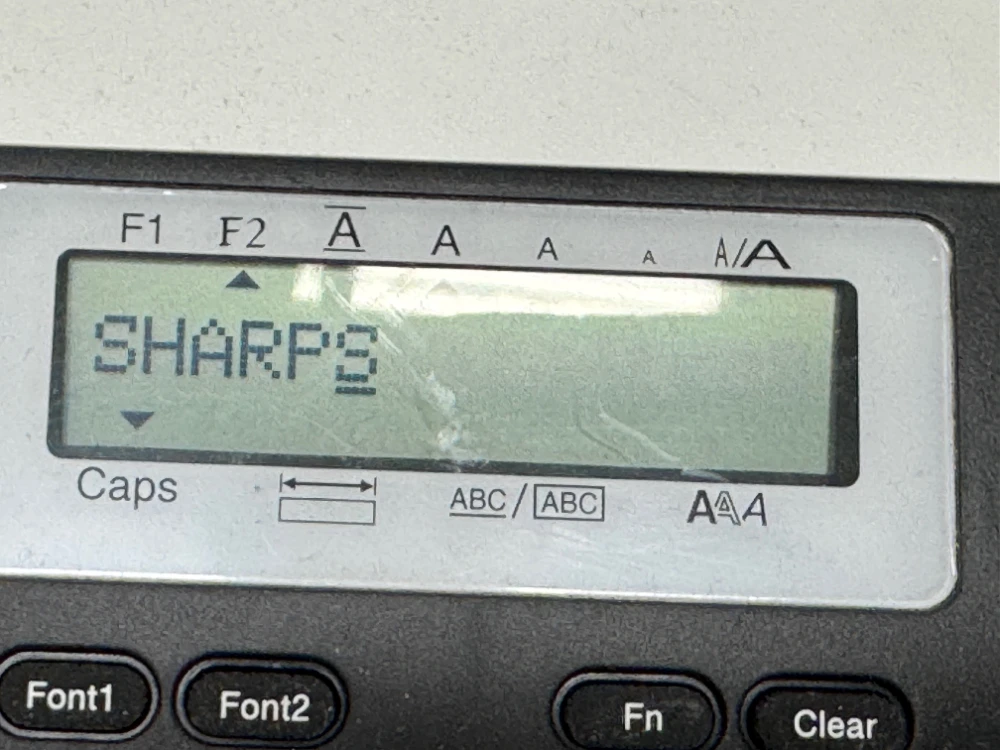 F1 F2 A A A A A/A
SHARPS
Caps ABC/ABC AAA
Font1 Font2 Fn Clear